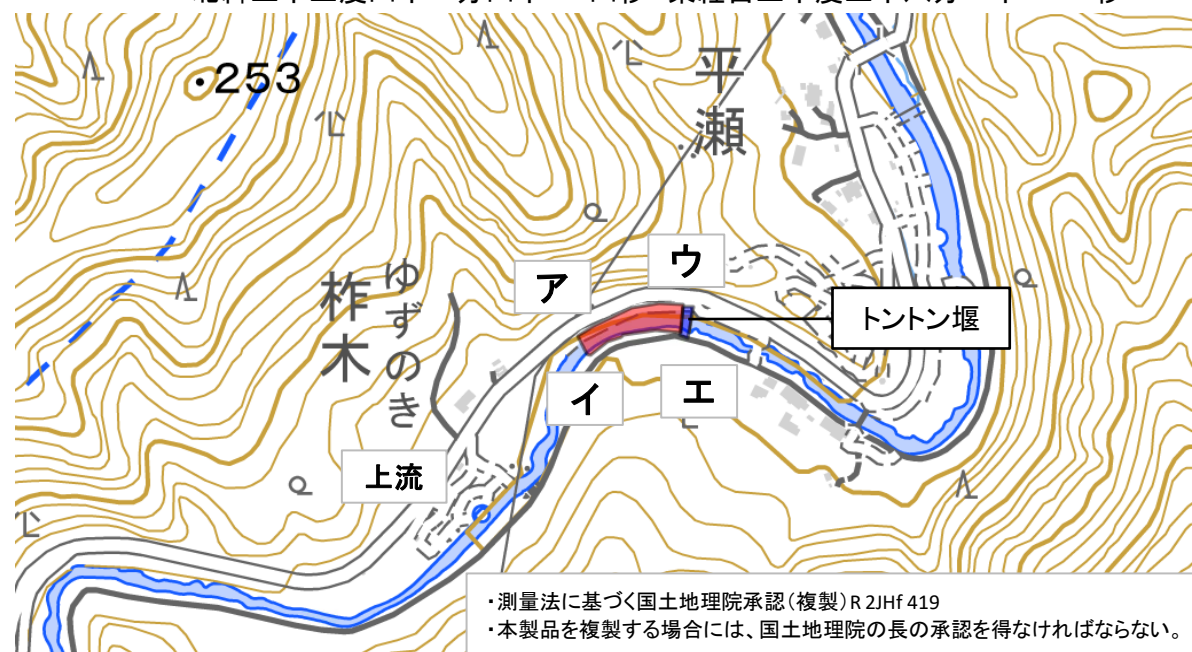 ・253
平瀬
ゆずのき
柞木
ア
ウ
トントン堰
イ
エ
上流
・測量法に基づく国土地理院承認(複製)R 2JHf 419
・本製品を複製する場合には、国土地理院の長の承認を得なければならない。